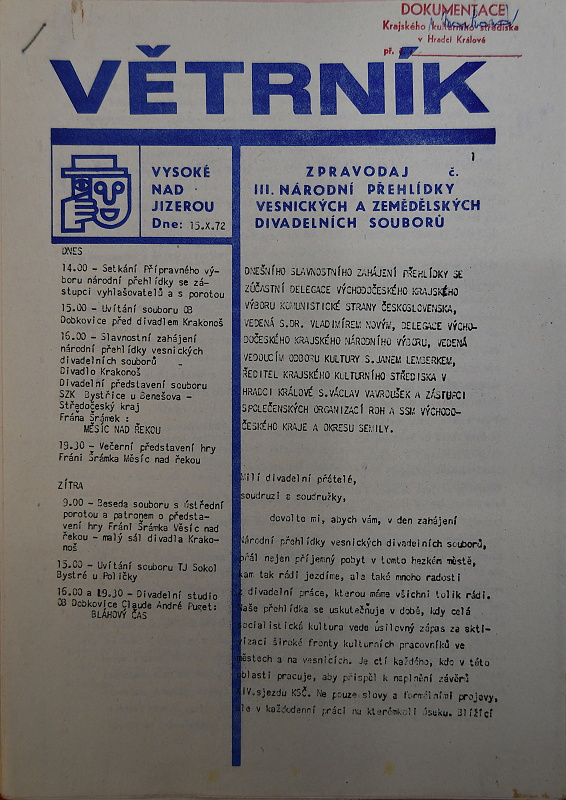 DOKUMENTACE
Krajského kulturního střediska
v Hradci Králové
př.
VĚTRNÍK
VYSOKÉ
NAD
JIZEROU
Dne: 15.X.72
1
ZPRAVODAJ č.
III. NÁRODNÍ PŘEHLÍDKY
VESNICKÝCH A ZEMĚDĚLSKÝCH
DIVADELNÍCH SOUBORŮ
DNES
14.00 - Setkání Přípravného vý-
boru národní přehlídky se zá-
stupci vyhlašovatelů a s porotou
15.00 - Uvítání souboru OB
Dobkovice před divadlem Krakonoš
16.00 - Slavnostní zahájení
národní přehlídky vesnických
divadelních souborů
Divadlo Krakonoš
Divadelní představení souboru
SZK Bystřice u Benešova -
Středočeský kraj
Fráňa Šrámek :
MĚSÍC NAD ŘEKOU
19.30 - Večerní představení hry
Fráni Šrámka Měsíc nad řekou
ZÍTRA
9.00 - Beseda souboru s ústřední
porotou a patronem o předsta-
vení hry Fráni Šrámka Věsíc nad
řekou - malý sál divadla Krako-
noš
15.00 - Uvítání souboru TJ Sokol
Bystré u Poličky
16.00 a 19.30 - Divadelní studio
OB Dobkovice Claude André Puget:
BLÁHOVÝ ČAS
DNEŠNÍHO SLAVNOSTNÍHO ZAHÁJENÍ PŘEHLÍDKY SE
ZÚČASTNÍ DELEGACE VÝCHODOČESKÉHO KRAJSKÉHO
VÝBORU KOMUNISTICKÉ STRANY ČESKOSLOVENSKA,
VEDENÁ S.DR. VLADIMÍREM NOVÝM, DELEGACE VÝCHO-
DOČESKÉHO KRAJSKÉHO NÁRODNÍHO VÝBORU, VEDENÁ
VEDOUCÍM ODBORU KULTURY S.JANEM LEMBERKEM,
ŘEDITEL KRAJSKÉHO KULTURNÍHO STŘEDISKA V
HRADCI KRÁLOVÉ S.VÁCLAV VAVROUŠEK A ZÁSTUPCI
SPOLEČENSKÝCH ORGANIZACÍ ROH A SSM VÝCHODO-
ČESKÉHO KRAJE A OKRESU SEMILY.
Milí divadelní přátelé,
soudruzi a soudružky,
dovolte mi, abych vám, v den zahájení
Národní přehlídky vesnických divadelních souborů,
přál nejen příjemný pobyt v tomto hezkém městě,
kam tak rádi jezdíme, ale také mnoho radosti
z divadelní práce, kterou máme všichni tolik rádi.
Naše přehlídka se uskutečňuje v době, kdy celá
socialistická kultura vede úsilovný zápas za akti-
vizaci široké fronty kulturních pracovníků ve
městech a na vesnicích. Je ctí každého, kdo v této
oblasti pracuje, aby přispěl k naplnění závěrů
XIV.sjezdu KSČ. Ne pouze slovy a formálními projevy,
ale v každodenní práci na kterémkoli úseku. Blížící